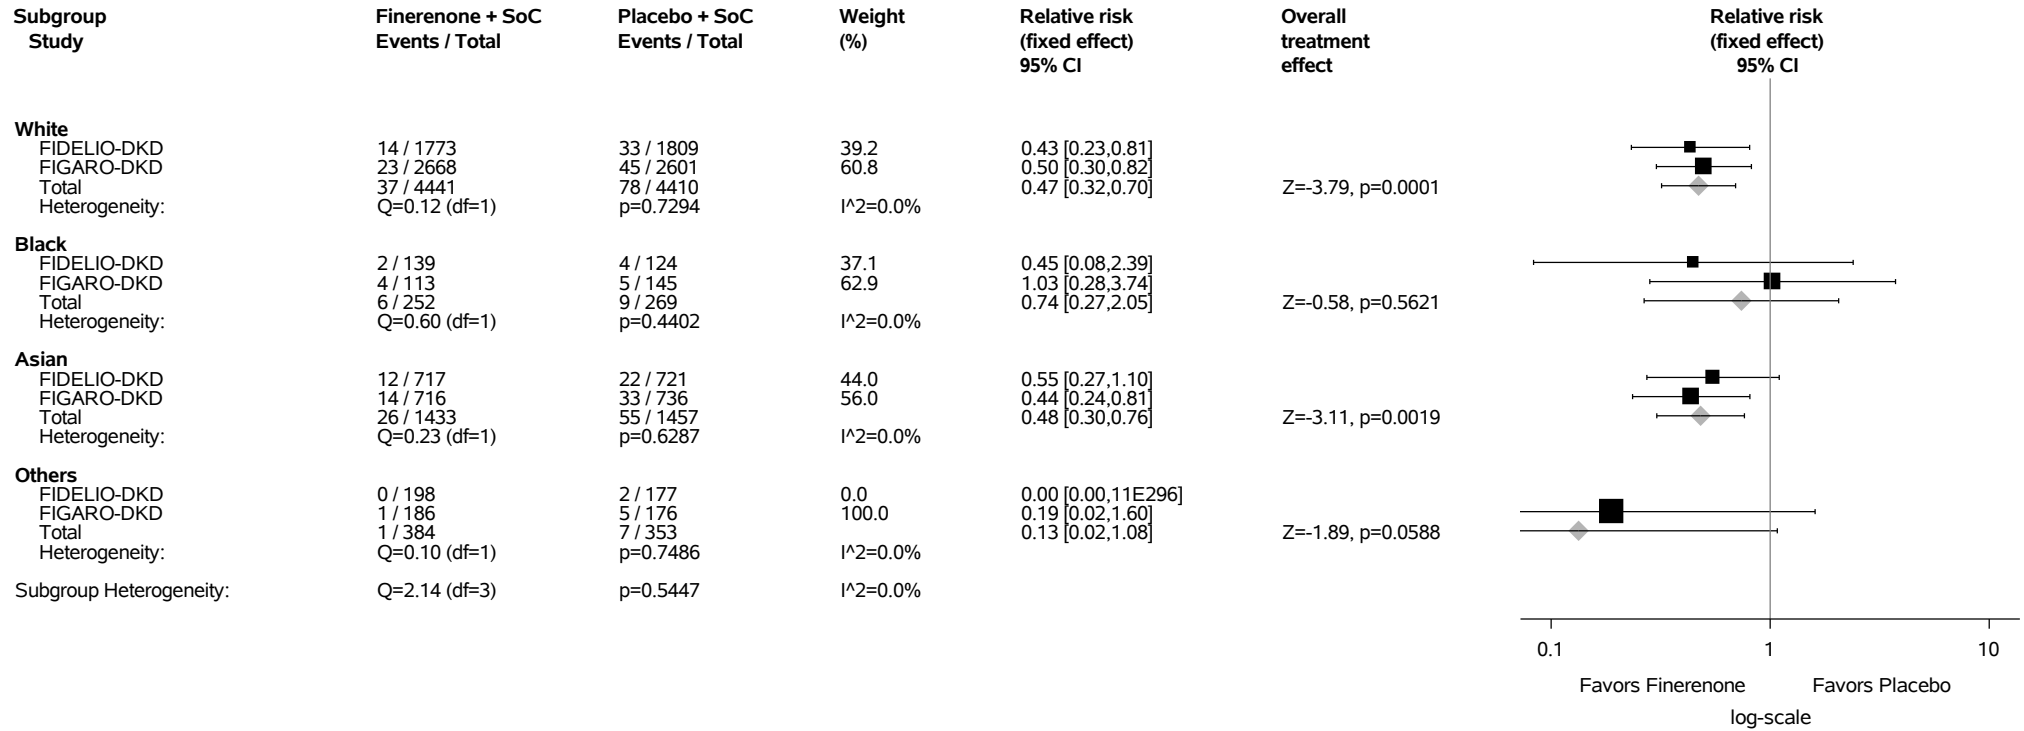 Subgroup Finerenone + SoC Placebo + SoC Weight Relative risk Overall Relative risk
Study Events / Total Events / Total (%) (fixed effect) treatment (fixed effect)
95% CI effect 95% CI
White
FIDELIO-DKD 14 / 1773 33 / 1809 39.2 0.43 [0.23,0.81]
FIGARO-DKD 23 / 2668 45 / 2601 60.8 0.50 [0.30,0.82]
Total 37 / 4441 78 / 4410 0.47 [0.32,0.70] Z=-3.79, p=0.0001
Heterogeneity: Q=0.12 (df=1) p=0.7294 I^2=0.0%
Black
FIDELIO-DKD 2 / 139 4 / 124 37.1 0.45 [0.08,2.39]
FIGARO-DKD 4 / 113 5 / 145 62.9 1.03 [0.28,3.74]
Total 6 / 252 9 / 269 0.74 [0.27,2.05] Z=-0.58, p=0.5621
Heterogeneity: Q=0.60 (df=1) p=0.4402 I^2=0.0%
Asian
FIDELIO-DKD 12 / 717 22 / 721 44.0 0.55 [0.27,1.10]
FIGARO-DKD 14 / 716 33 / 736 56.0 0.44 [0.24,0.81]
Total 26 / 1433 55 / 1457 0.48 [0.30,0.76] Z=-3.11, p=0.0019
Heterogeneity: Q=0.23 (df=1) p=0.6287 I^2=0.0%
Others
FIDELIO-DKD 0 / 198 2 / 177 0.0 0.00 [0.00,11E296]
FIGARO-DKD 1 / 186 5 / 176 100.0 0.19 [0.02,1.60]
Total 1 / 384 7 / 353 0.13 [0.02,1.08] Z=-1.89, p=0.0588
Heterogeneity: Q=0.10 (df=1) p=0.7486 I^2=0.0%
Subgroup Heterogeneity: Q=2.14 (df=3) p=0.5447 I^2=0.0%
0.1 1 10
Favors Finerenone Favors Placebo
log-scale